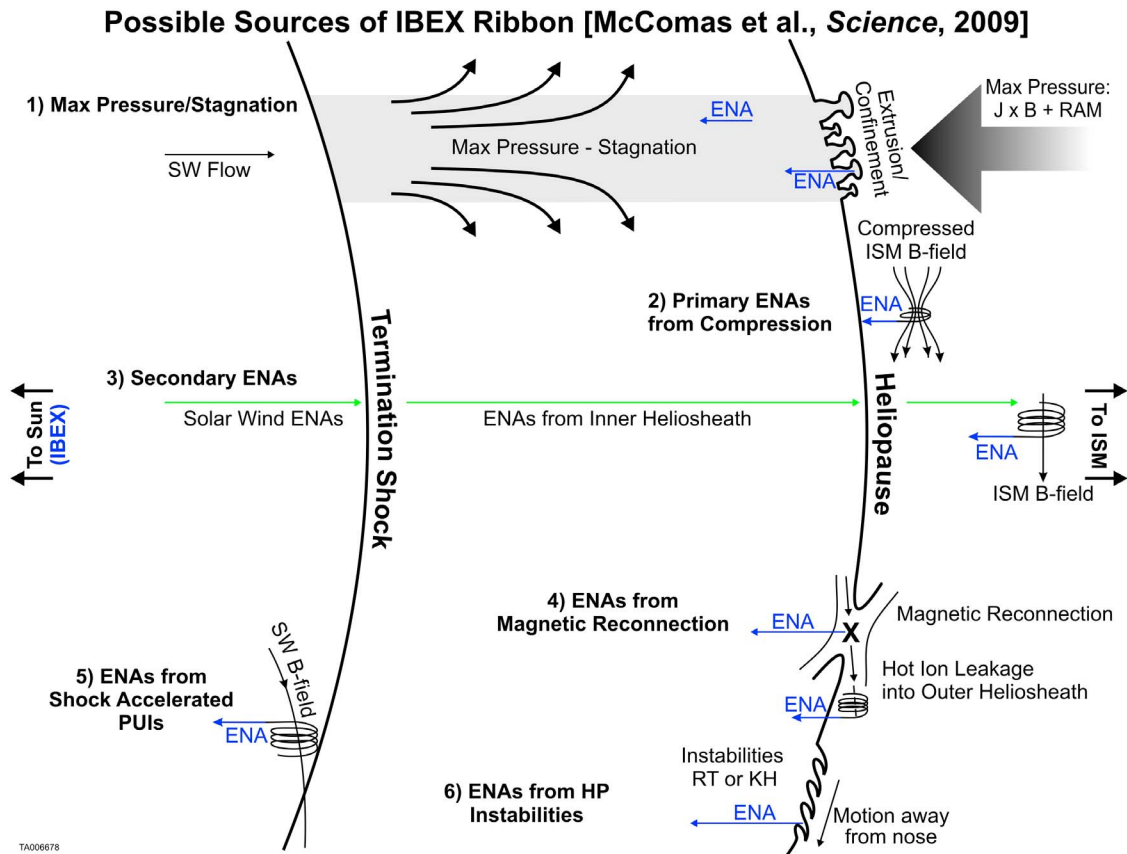 Possible Sources of IBEX Ribbon [McComas et al., Science, 2009]
1) Max Pressure/Stagnation
SW Flow
Max Pressure - Stagnation
ENA
ENA
Extrusion/
Confinement
Max Pressure:
J x B + RAM
Compressed
ISM B-field
2) Primary ENAs
from Compression
ENA
Termination Shock
Heliopause
3) Secondary ENAs
Solar Wind ENAs
ENAs from Inner Heliosheath
To Sun
(IBEX)
ENA
ISM B-field
To ISM
4) ENAs from
Magnetic Reconnection
ENA
X
Magnetic Reconnection
Hot Ion Leakage
into Outer Heliosheath
ENA
SW B-field
5) ENAs from
Shock Accelerated
PUIs
ENA
Instabilities
RT or KH
6) ENAs from HP
Instabilities
ENA
Motion away
from nose
TA006678